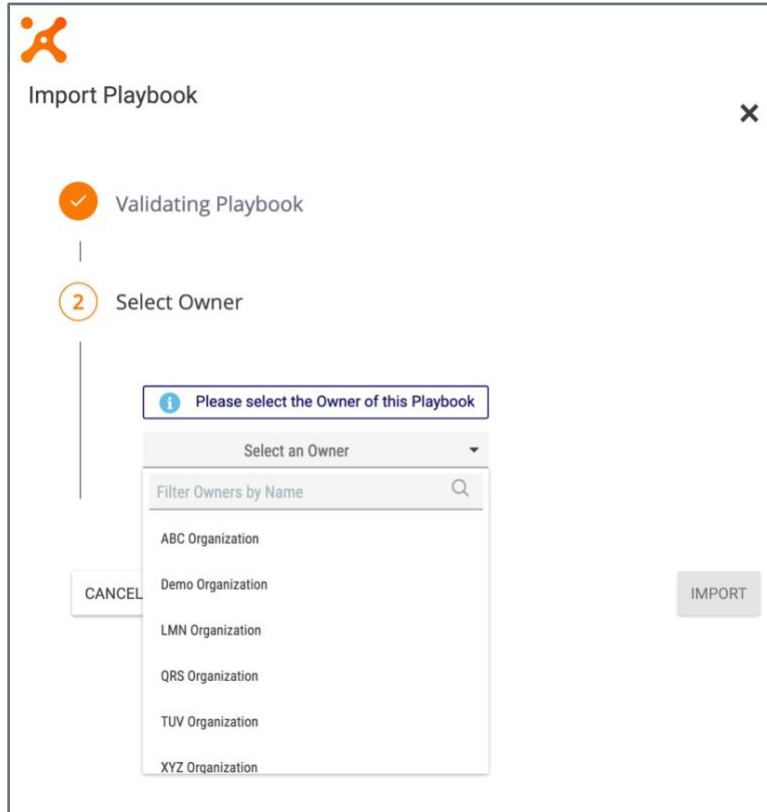 Import Playbook
Validating Playbook
2 Select Owner
Please select the Owner of this Playbook
Select an Owner
Filter Owners by Name
ABC Organization
Demo Organization
CANCEL
IMPORT
LMN Organization
QRS Organization
TUV Organization
XYZ Organization